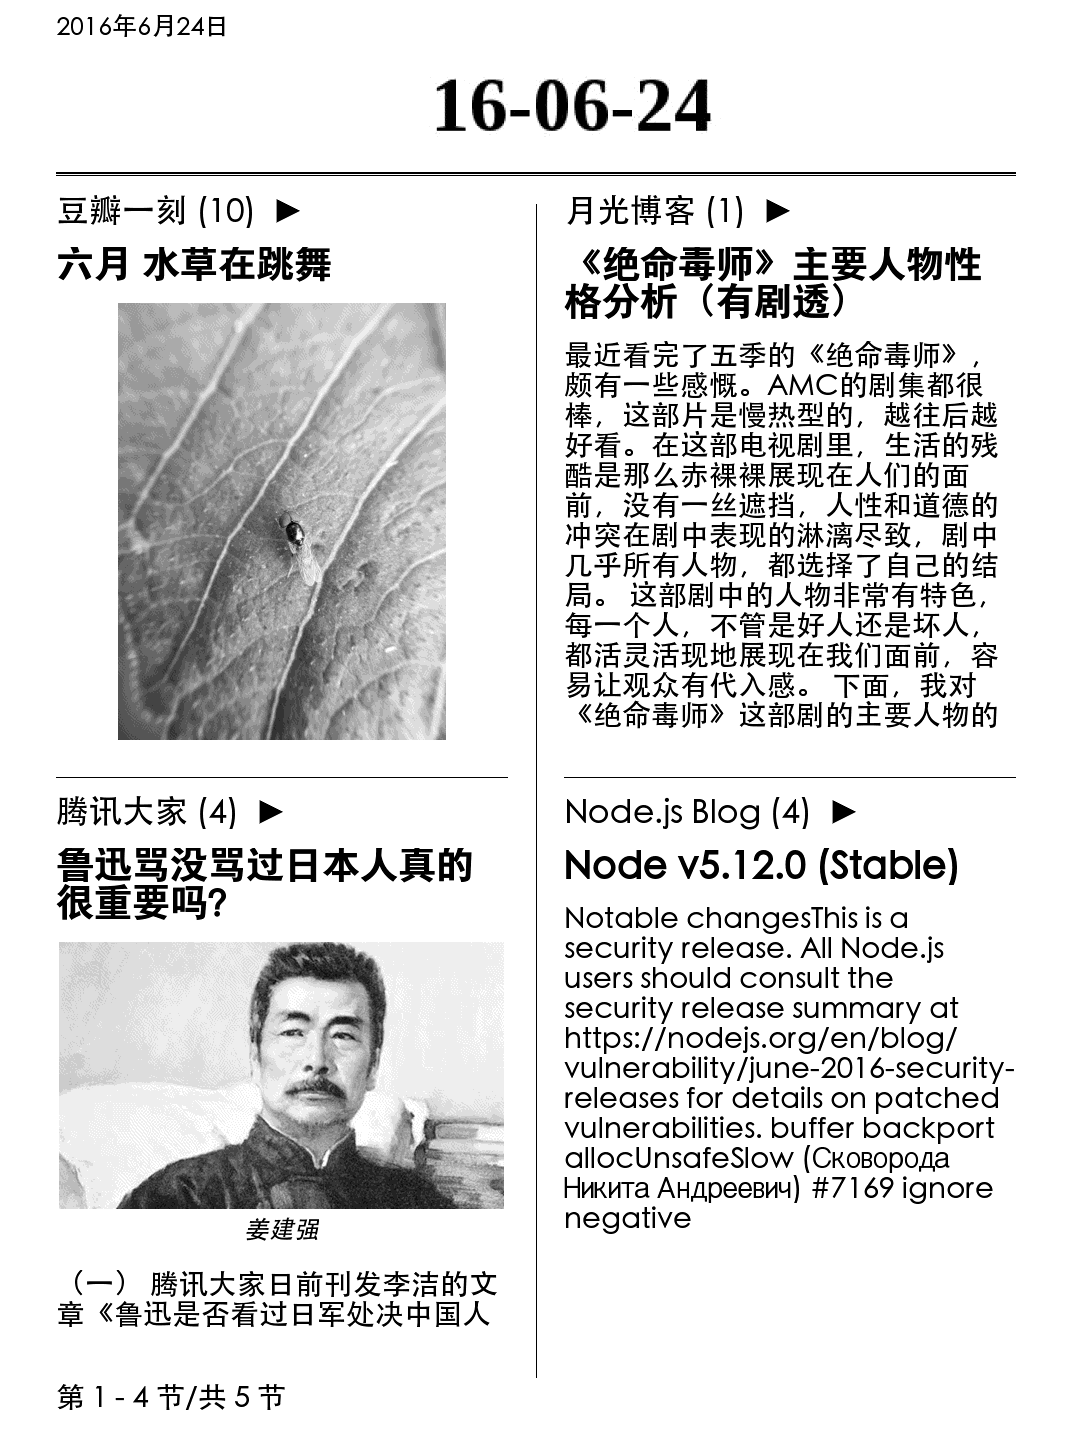 2016年6月24日
16-06-24
豆瓣一刻 (10) ▶
六月 水草在跳舞
腾讯大家 (4) ▶
鲁迅骂没骂过日本人真的
很重要吗?
姜建强
（一） 腾讯大家日前刊发李洁的文
章《鲁迅是否看过日军处决中国人
月光博客 (1) ▶
《绝命毒师》主要人物性
格分析（有剧透）
最近看完了五季的《绝命毒师》，
颇有一些感慨。AMC的剧集都很
棒，这部片是慢热型的，越往后越
好看。在这部电视剧里，生活的残
酷是那么赤裸裸展现在人们的面
前，没有一丝遮挡，人性和道德的
冲突在剧中表现的淋漓尽致，剧中
几乎所有人物，都选择了自己的结
局。 这部剧中的人物非常有特色，
每一个人，不管是好人还是坏人，
都活灵活现地展现在我们面前，容
易让观众有代入感。 下面，我对
《绝命毒师》这部剧的主要人物的
Node.js Blog (4) ▶
Node v5.12.0 (Stable)
Notable changesThis is a
security release. All Node.js
users should consult the
security release summary at
https://nodejs.org/en/blog/
vulnerability/june-2016-security-
releases for details on patched
vulnerabilities. buffer backport
allocUnsafeSlow (Сковорода
Никита Андреевич) #7169 ignore
negative
第 1 - 4 节/共 5 节